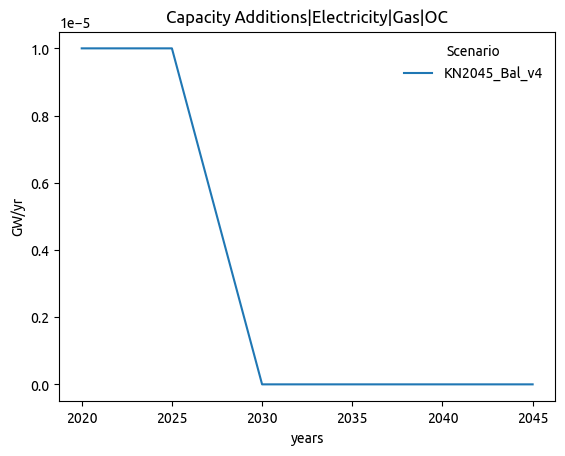 Capacity Additions|Electricity|Gas|OC
1e−5
1.0
0.8
0.6
0.4
0.2
0.0
GW/yr
Scenario
KN2045_Bal_v4
2020 2025 2030 2035 2040 2045
years